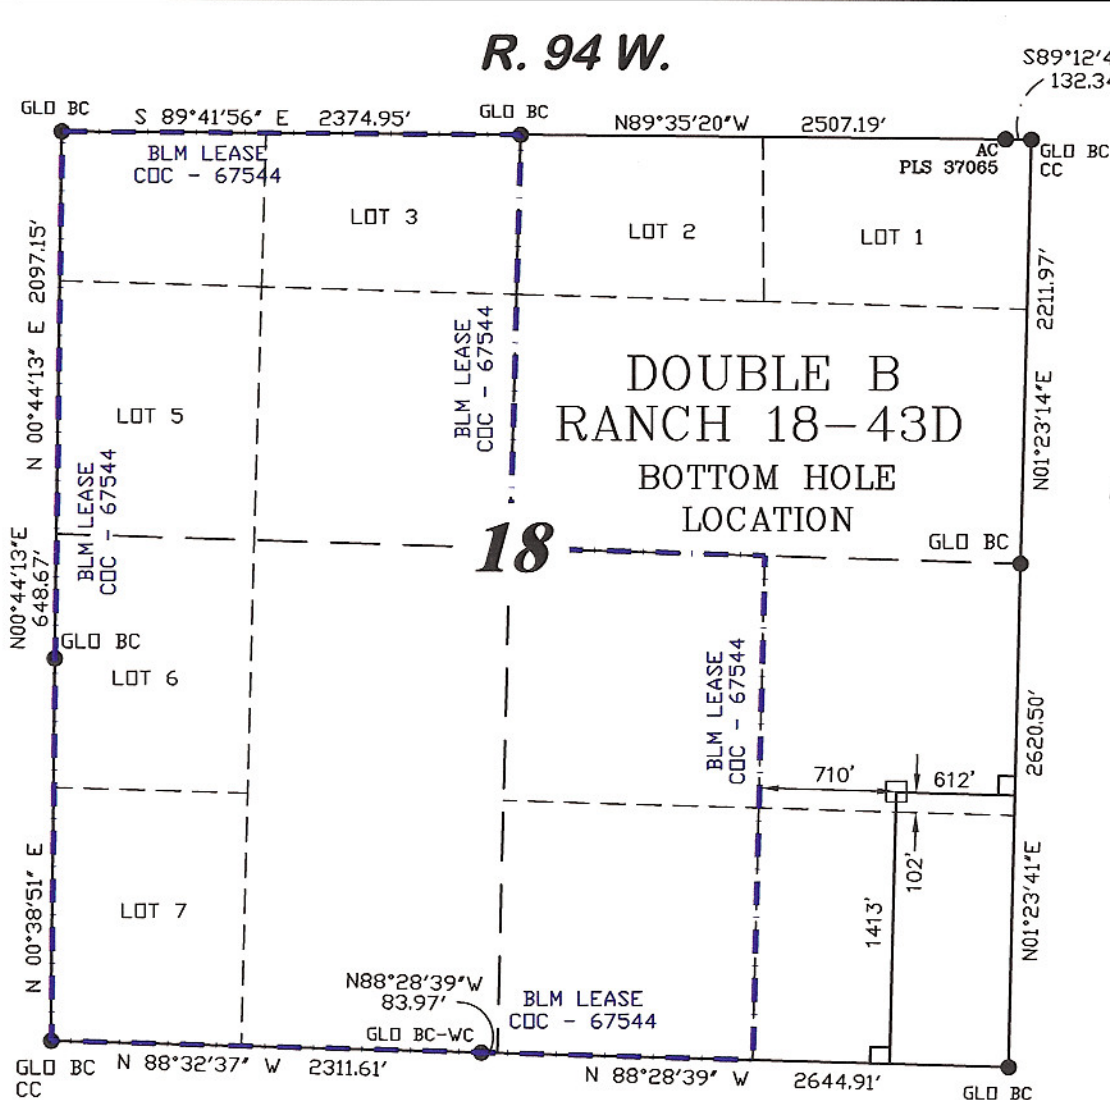 R. 94 W.
S89°12'4
132.34
GLO BC
S 89°41'56" E 2374.95'
GLO BC
N89°35'20"W 2507.19'
AC
PLS 37065
GLO BC
CC
BLM LEASE
COC - 67544
LOT 3
LOT 2
LOT 1
N 00°44'13" E 2097.15'
2211.97'
N01°23'14"E
BLM LEASE
COC - 67544
DOUBLE B
RANCH 18-43D
BOTTOM HOLE
LOCATION
LOT 5
BLM LEASE
COC - 67544
18
GLO BC
N00°44'13"E
648.67'
GLO BC
LOT 6
BLM LEASE
COC - 67544
2620.50'
710'
612'
102'
1413'
N01°23'41"E
N 00°38'51" E
LOT 7
N88°28'39"W
83.97'
BLM LEASE
COC - 67544
GLO BC-WC
GLO BC
CC
N 88°32'37" W 2311.61'
N 88°28'39" W 2644.91'
GLO BC